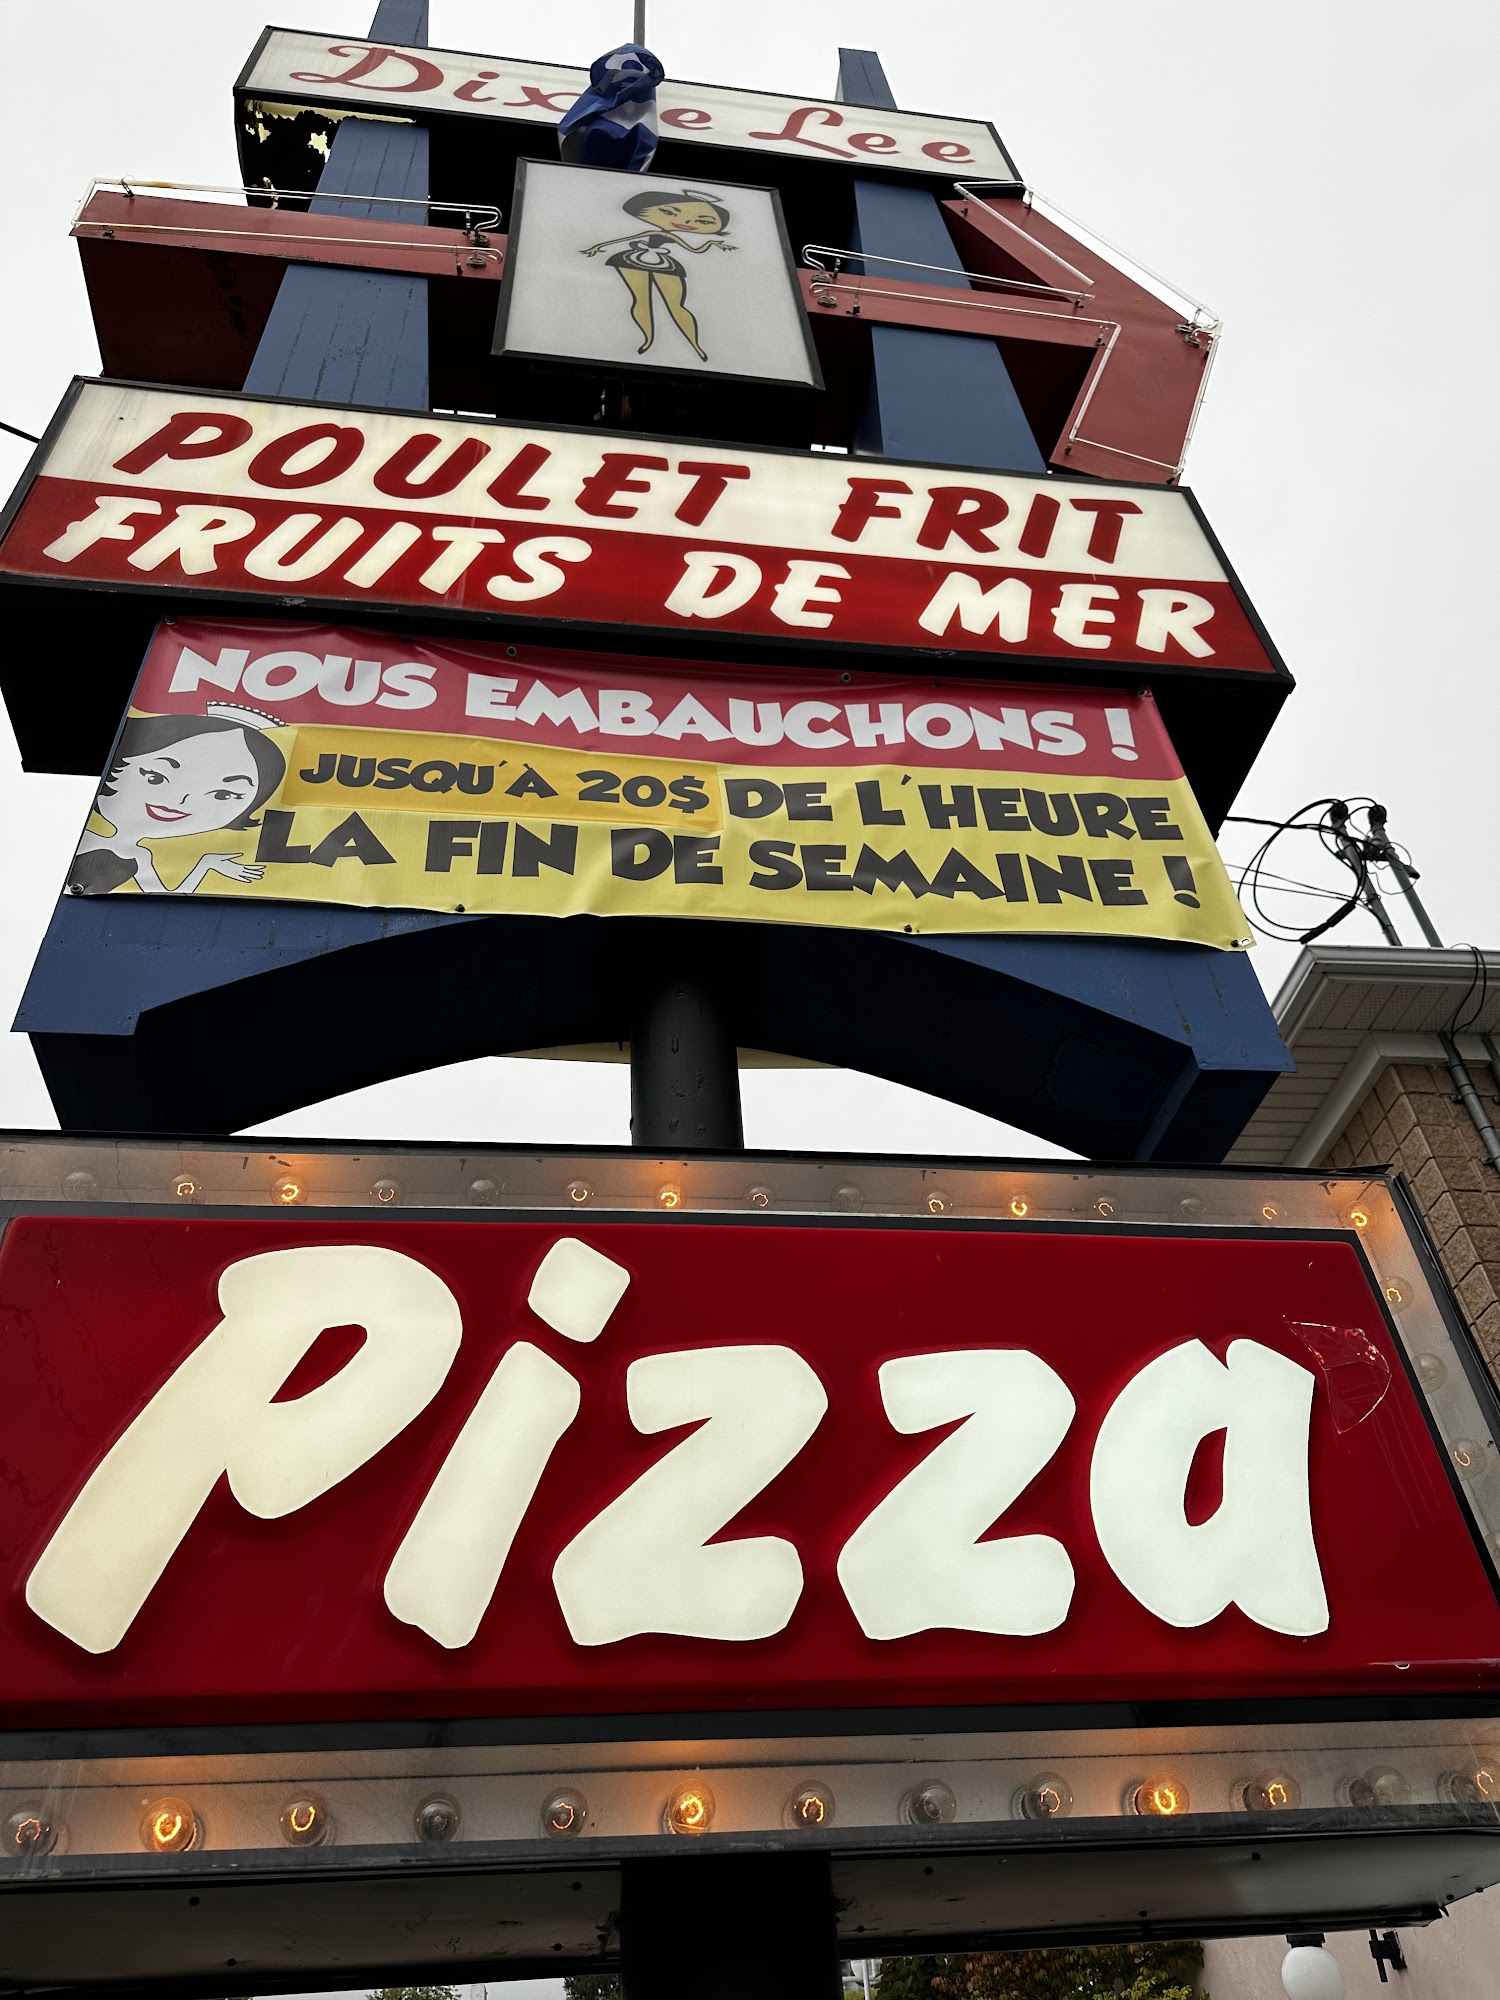 Dixie Lee
POULET FRIT
FRUITS DE MER
NOUS EMBAUCHONS !
JUSQU'À 20$ DE L'HEURE
LA FIN DE SEMAINE !
Pizza